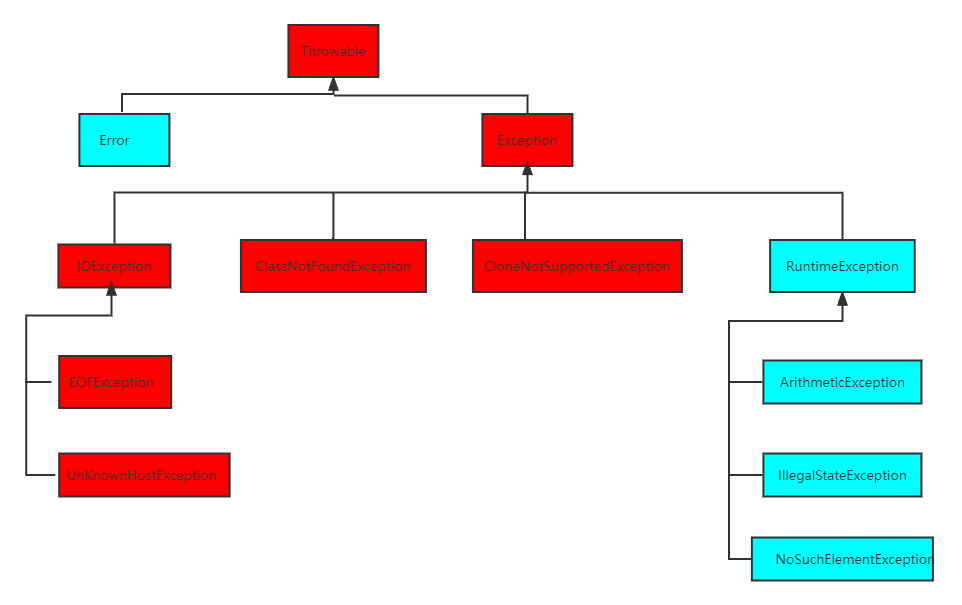 Throwable
Error
Exception
IOException
ClassNotFoundException
CloneNotSupportedException
RuntimeException
EOFException
ArithmeticException
UnKnownHostException
IllegalStateException
NoSuchElementException